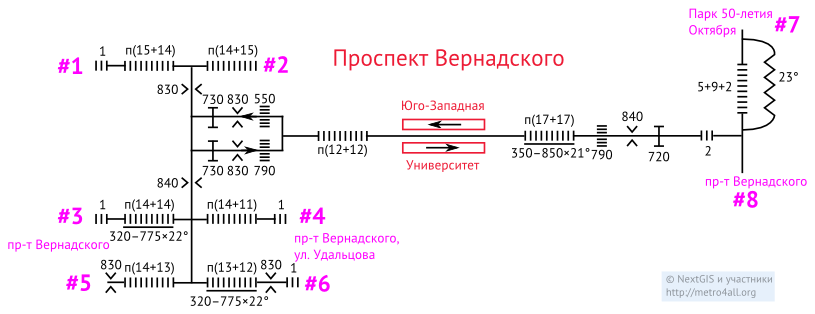 Парк 50-летия
#7
Октября
1
п(15+14)
п(14+15)
#1
#2
Проспект Вернадского
23°
5+9+2
830
730
830
550
Юго-Западная
п(17+17)
840
п(12+12)
350–850×21°
790
720
2
730
830
790
Университет
840
пр-т Вернадского
#8
#3
1
п(14+14)
п(14+11)
1
#4
320–775×22°
пр-т Вернадского
пр-т Вернадского,
ул. Удальцова
830
п(14+13)
п(13+12)
830
1
#5
#6
320–775×22°
© NextGIS и участники
http://metro4all.org